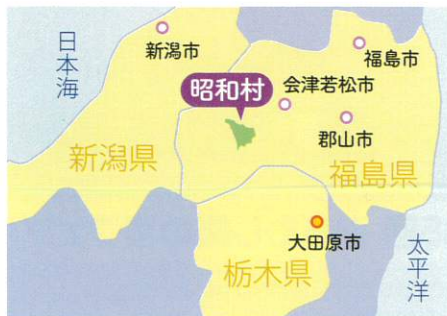 日本海
新潟市
福島市
昭和村
会津若松市
郡山市
新潟県
福島県
大田原市
栃木県
太平洋